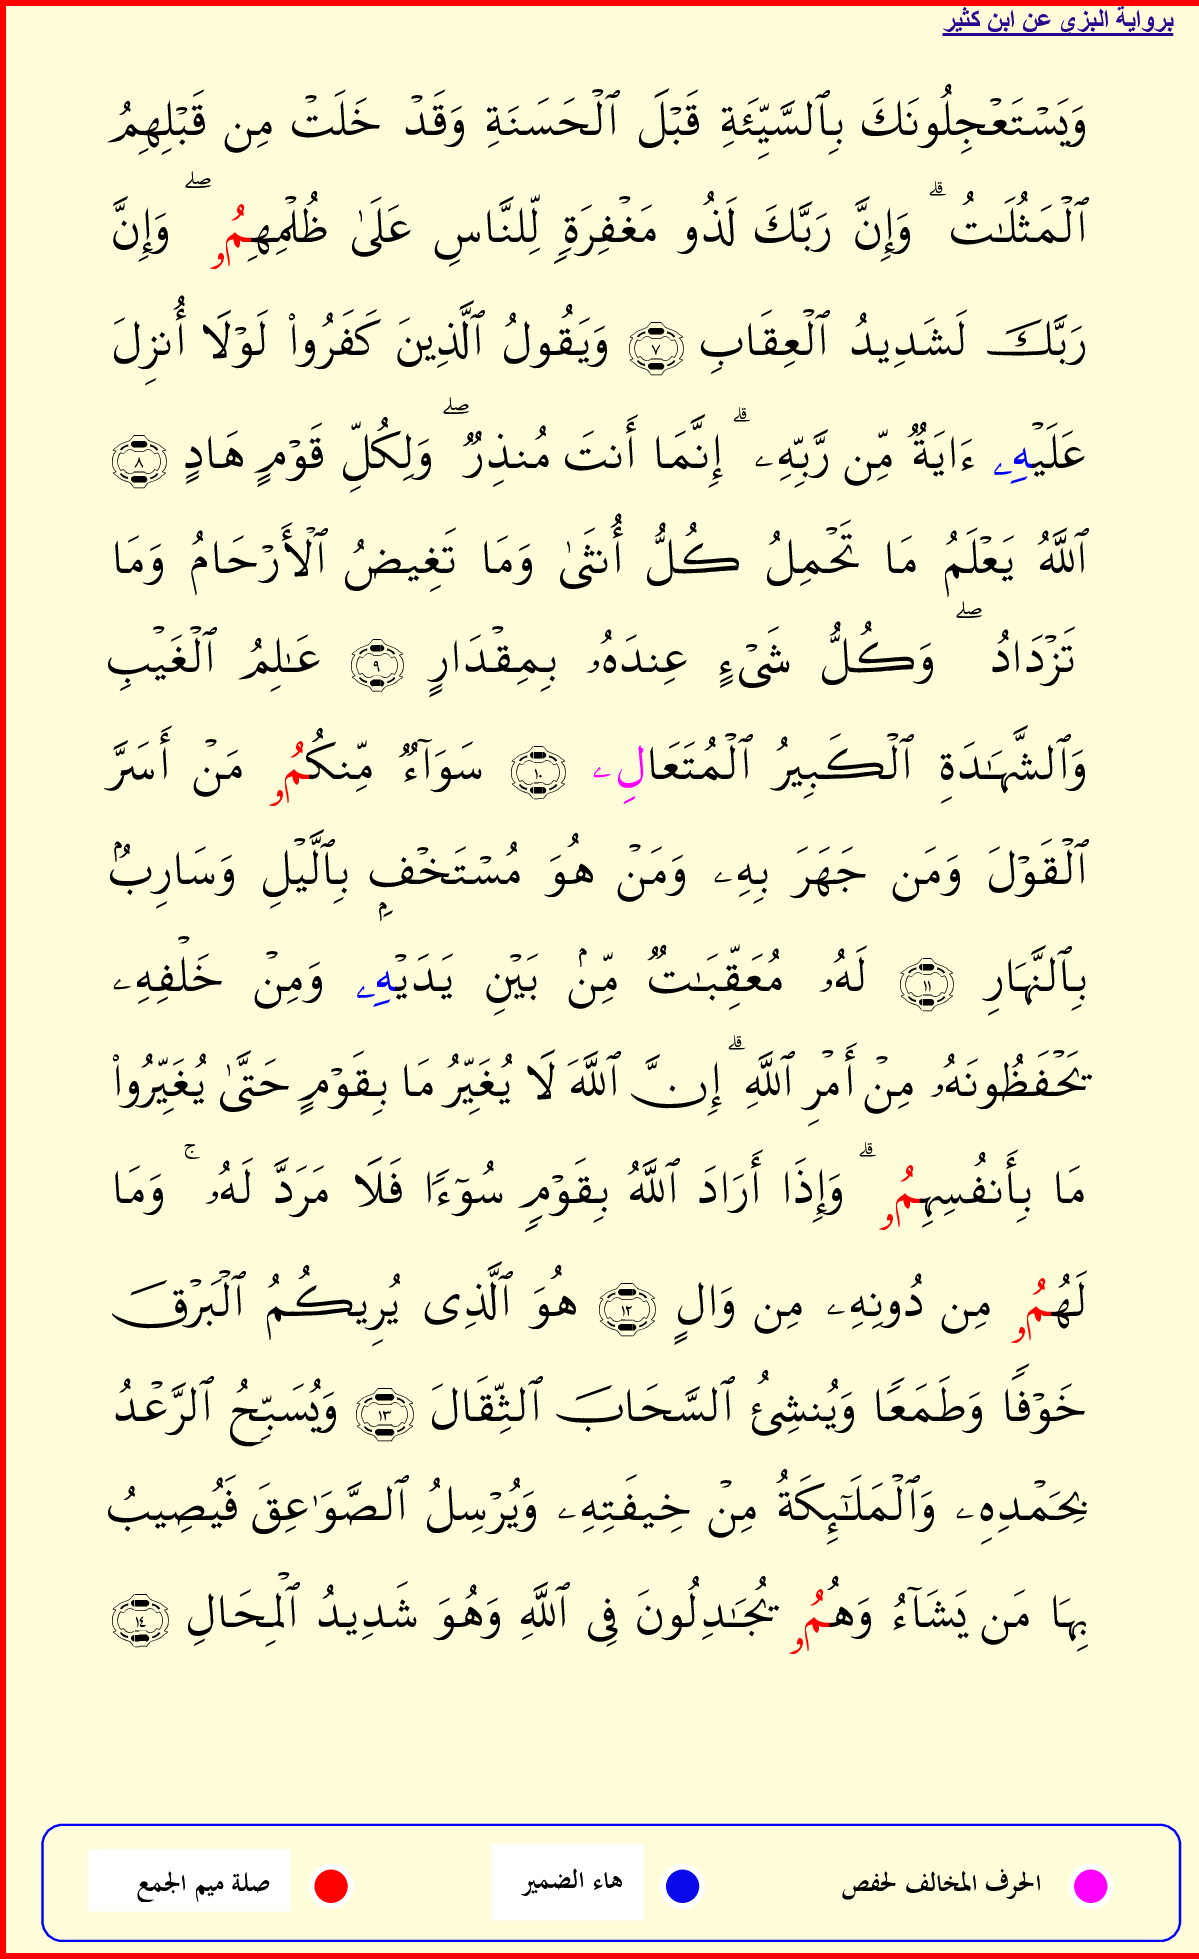 برواية البزي عن ابن كثير
وَيَسْتَعْجِلُونَكَ بِٱلسَّيِّئَةِ قَبْلَ ٱلْحَسَنَةِ وَقَدْ خَلَتْ مِن قَبْلِهِمُ
ٱلْمَثُلَٰتُ ۗ وَإِنَّ رَبَّكَ لَذُو مَغْفِرَةٍ لِّلنَّاسِ عَلَىٰ ظُلْمِهِمُۥ ۖ وَإِنَّ
رَبَّكَ لَشَدِيدُ ٱلْعِقَابِ ٧ وَيَقُولُ ٱلَّذِينَ كَفَرُوا۟ لَوْلَآ أُنزِلَ
عَلَيْهِۦ ءَايَةٌ مِّن رَّبِّهِۦ ۗ إِنَّمَا أَنتَ مُنذِرٌ ۖ وَلِكُلِّ قَوْمٍ هَادٍ ٨
ٱللَّهُ يَعْلَمُ مَا تَحْمِلُ كُلُّ أُنثَىٰ وَمَا تَغِيضُ ٱلْأَرْحَامُ وَمَا
تَزْدَادُ ۖ وَكُلُّ شَىْءٍ عِندَهُۥ بِمِقْدَارٍ ٩ عَٰلِمُ ٱلْغَيْبِ
وَٱلشَّهَٰدَةِ ٱلْكَبِيرُ ٱلْمُتَعَالِۦ ١٠ سَوَآءٌ مِّنكُمُۥ مَنْ أَسَرَّ
ٱلْقَوْلَ وَمَن جَهَرَ بِهِۦ وَمَنْ هُوَ مُسْتَخْفٍۭ بِٱلَّيْلِ وَسَارِبٌۢ
بِٱلنَّهَارِ ١١ لَهُۥ مُعَقِّبَٰتٌ مِّنۢ بَيْنِ يَدَيْهِۦ وَمِنْ خَلْفِهِۦ
يَحْفَظُونَهُۥ مِنْ أَمْرِ ٱللَّهِ ۗ إِنَّ ٱللَّهَ لَا يُغَيِّرُ مَا بِقَوْمٍ حَتَّىٰ يُغَيِّرُوا۟
مَا بِأَنفُسِهِمُۥ ۗ وَإِذَا أَرَادَ ٱللَّهُ بِقَوْمٍ سُوٓءًا فَلَا مَرَدَّ لَهُۥ ۚ وَمَا
لَهُمُۥ مِن دُونِهِۦ مِن وَالٍ ١٢ هُوَ ٱلَّذِى يُرِيكُمُ ٱلْبَرْقَ
خَوْفًا وَطَمَعًا وَيُنشِئُ ٱلسَّحَابَ ٱلثِّقَالَ ١٣ وَيُسَبِّحُ ٱلرَّعْدُ
بِحَمْدِهِۦ وَٱلْمَلَٰٓئِكَةُ مِنْ خِيفَتِهِۦ وَيُرْسِلُ ٱلصَّوَٰعِقَ فَيُصِيبُ
بِهَا مَن يَشَآءُ وَهُمُۥ يُجَٰدِلُونَ فِى ٱللَّهِ وَهُوَ شَدِيدُ ٱلْمِحَالِ ١٤
الحرف المخالف لحفص هاء الضمير صلة ميم الجمع